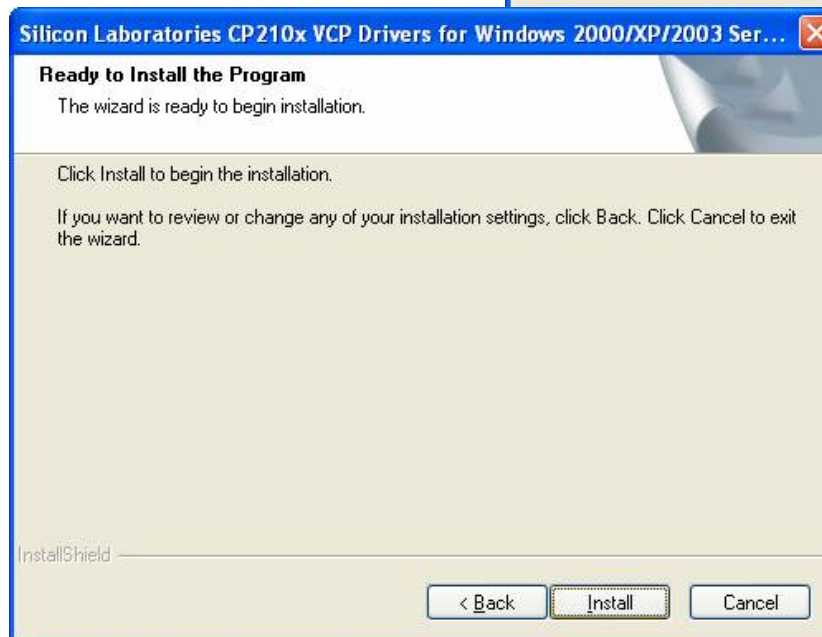 Silicon Laboratories CP210x VCP Drivers for Windows 2000/XP/2003 Ser...
Ready to Install the Program
The wizard is ready to begin installation.
Click Install to begin the installation.
If you want to review or change any of your installation settings, click Back. Click Cancel to exit
the wizard.
InstallShield
< Back
Install
Cancel